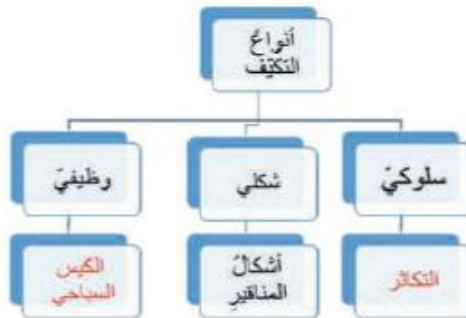 أنواعُ
التكيّف
سلوكيّ
شكلي
وظيفيّ
التكاثر
أشكالُ
المناقيرِ
الكيس
السباحي